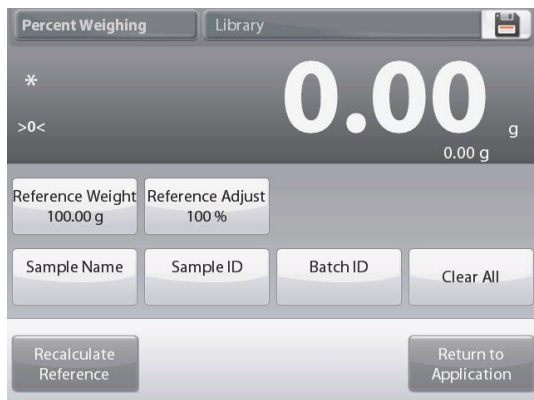 Percent Weighing
Library
*
0.00
>0<
g
0.00 g
Reference Weight
100.00 g
Reference Adjust
100 %
Sample Name
Sample ID
Batch ID
Clear All
Recalculate
Reference
Return to
Application